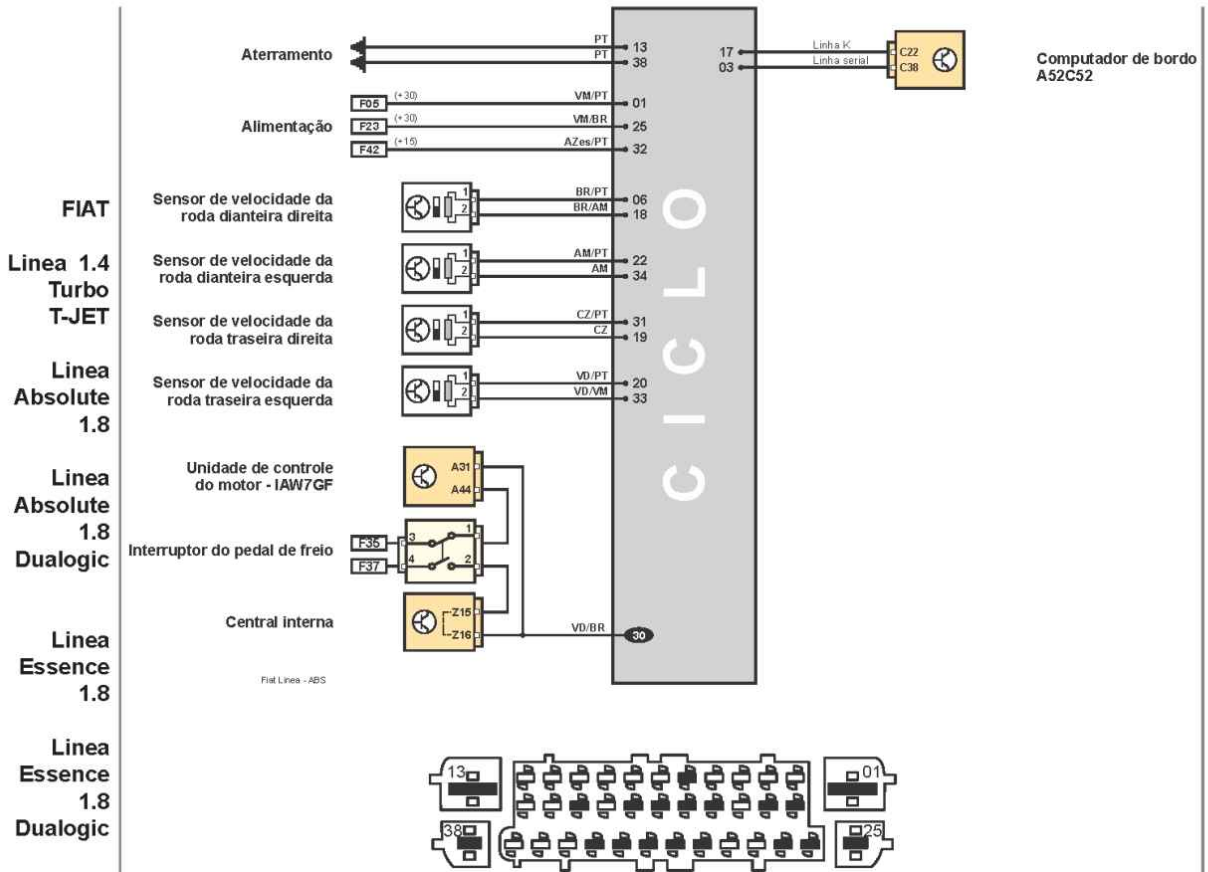 FIAT
Linea 1.4
Turbo
T-JET
Linea
Absolute
1.8
Linea
Absolute
1.8
Dualogic
Linea
Essence
1.8
Linea
Essence
1.8
Dualogic
Aterramento
PT 13
PT 38
Alimentação
F05 (+30) VM/PT 01
F23 (+30) VM/BR 25
F42 (+15) AZes/PT 32
Sensor de velocidade da
roda dianteira direita
1 BR/PT 06
2 BR/AM 18
Sensor de velocidade da
roda dianteira esquerda
1 AM/PT 22
2 AM 34
Sensor de velocidade da
roda traseira direita
1 CZ/PT 31
2 CZ 19
Sensor de velocidade da
roda traseira esquerda
1 VD/PT 20
2 VD/VM 33
Unidade de controle
do motor - IAW7GF
A31
A44
Interruptor do pedal de freio
F35 3 1
F37 4 2
Central interna
Z15
Z16 VD/BR 30
Fiat Linea - ABS
CICLO
17 Linha K C22
03 Linha serial C38
Computador de bordo
A52C52
13 01
38 25